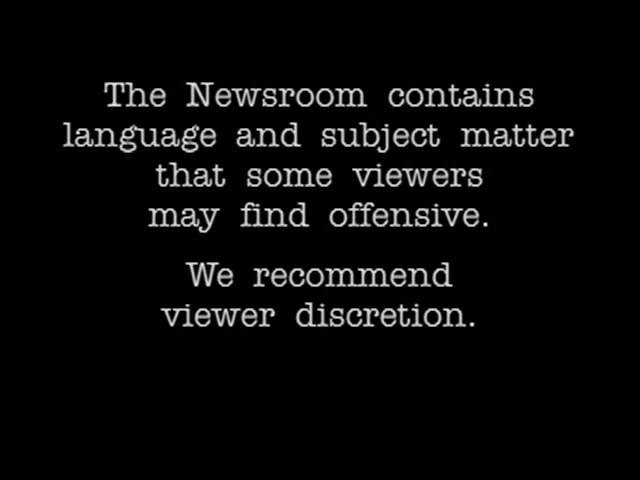 The Newsroom contains
language and subject matter
that some viewers
may find offensive.
We recommend
viewer discretion.